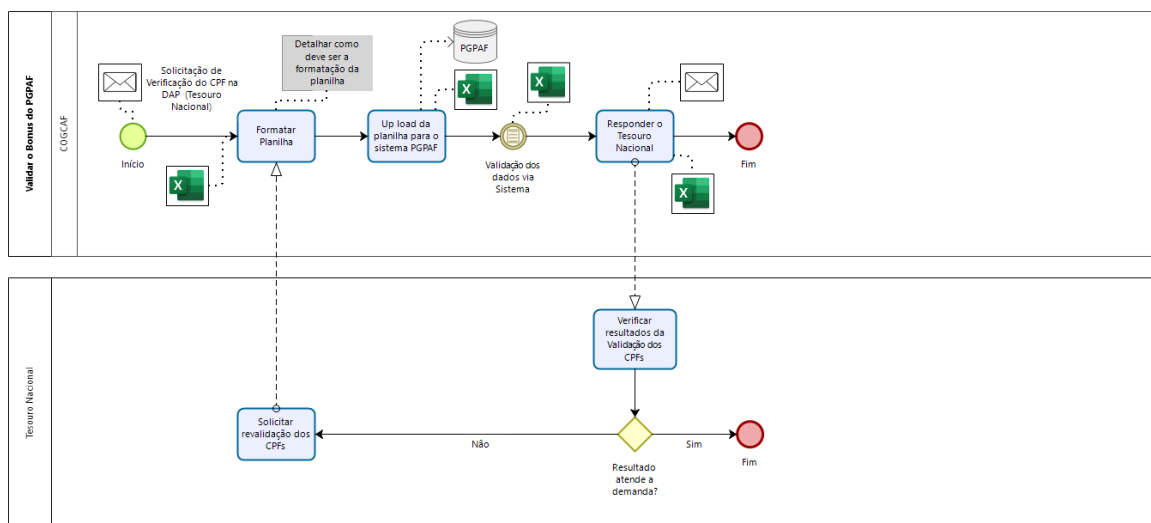 Validar o Bonus do PGPAF
COGCAF
Solicitação de
Verificação do CPF na
DAP (Tesouro
Nacional)
Início
Detalhar como
deve ser a
formatação da
planilha
Formatar
Planilha
X
PGPAF
X
Up load da
planilha para o
sistema PGPAF
X
Validação dos
dados via
Sistema
Responder o
Tesouro
Nacional
X
Fim
Tesouro Nacional
Verificar
resultados da
Validação dos
CPFs
Solicitar
revalidação dos
CPFs
Não
Resultado
atende a
demanda?
Sim
Fim